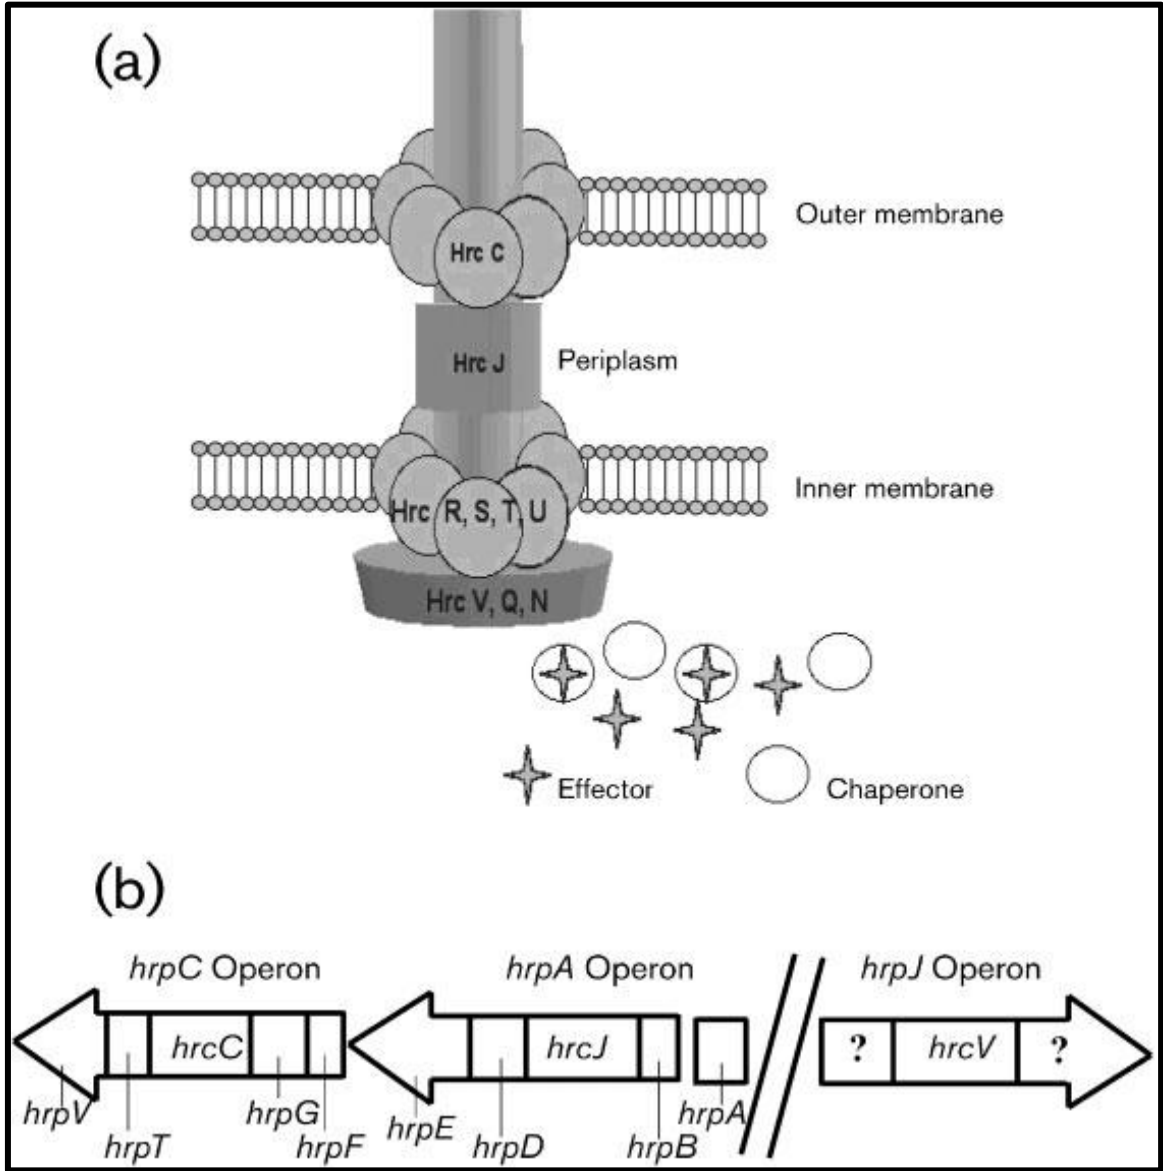 (a)
Outer membrane
Hrc C
Hrc J
Periplasm
Inner membrane
Hrc R, S, T, U
Hrc V, Q, N
Effector
Chaperone
(b)
hrpC Operon
hrpA Operon
hrpJ Operon
hrcC
hrcJ
?
hrcV
?
hrpV
hrpT
hrpG
hrpF
hrpE
hrpD
hrpB
hrpA